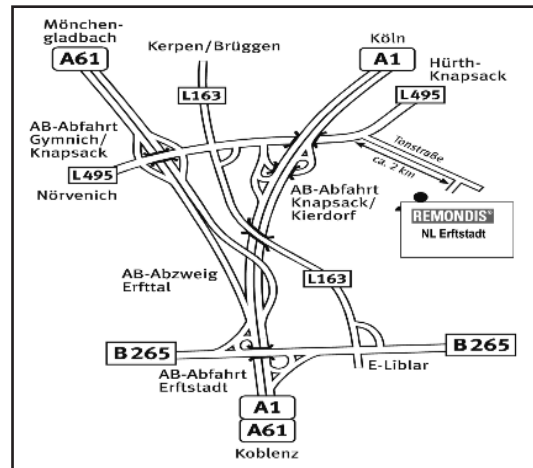 Mönchen-
gladbach
A61
Kerpen/Brüggen
L163
Köln
A1
Hürth-
Knapsack
L495
AB-Abfahrt
Gymnich/
Knapsack
L495
Nörvenich
Tonstraße
ca. 2 km
AB-Abfahrt
Knapsack/
Kierdorf
REMONDIS
NL Erftstadt
AB-Abzweig
Erfttal
L163
B265
B265
AB-Abfahrt
Erftstadt
E-Liblar
A1
A61
Koblenz